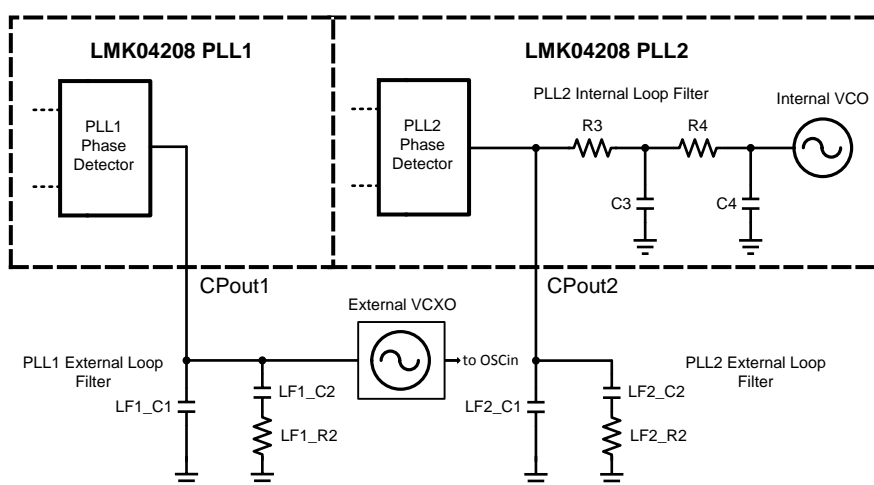 LMK04208 PLL1
LMK04208 PLL2
PLL1
Phase
Detector
PLL2
Phase
Detector
PLL2 Internal Loop Filter
R3
R4
C3
C4
Internal VCO
CPout1
CPout2
External VCXO
to OSCin
PLL1 External Loop
Filter
LF1_C1
LF1_C2
LF1_R2
LF2_C1
LF2_C2
LF2_R2
PLL2 External Loop
Filter